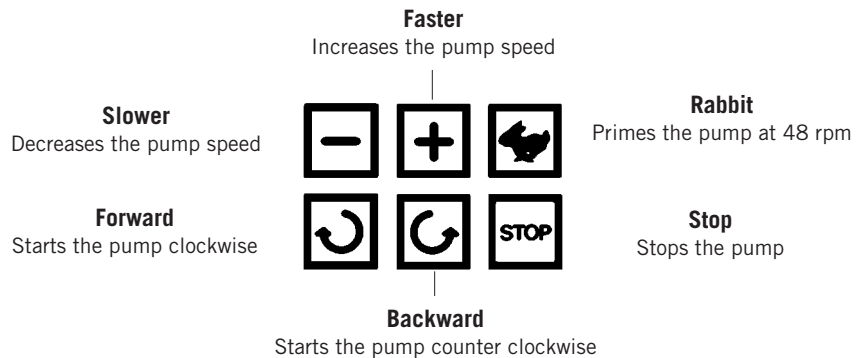 Faster
Increases the pump speed
Slower
Decreases the pump speed
Rabbit
Primes the pump at 48 rpm
Forward
Starts the pump clockwise
STOP
Stop
Stops the pump
Backward
Starts the pump counter clockwise